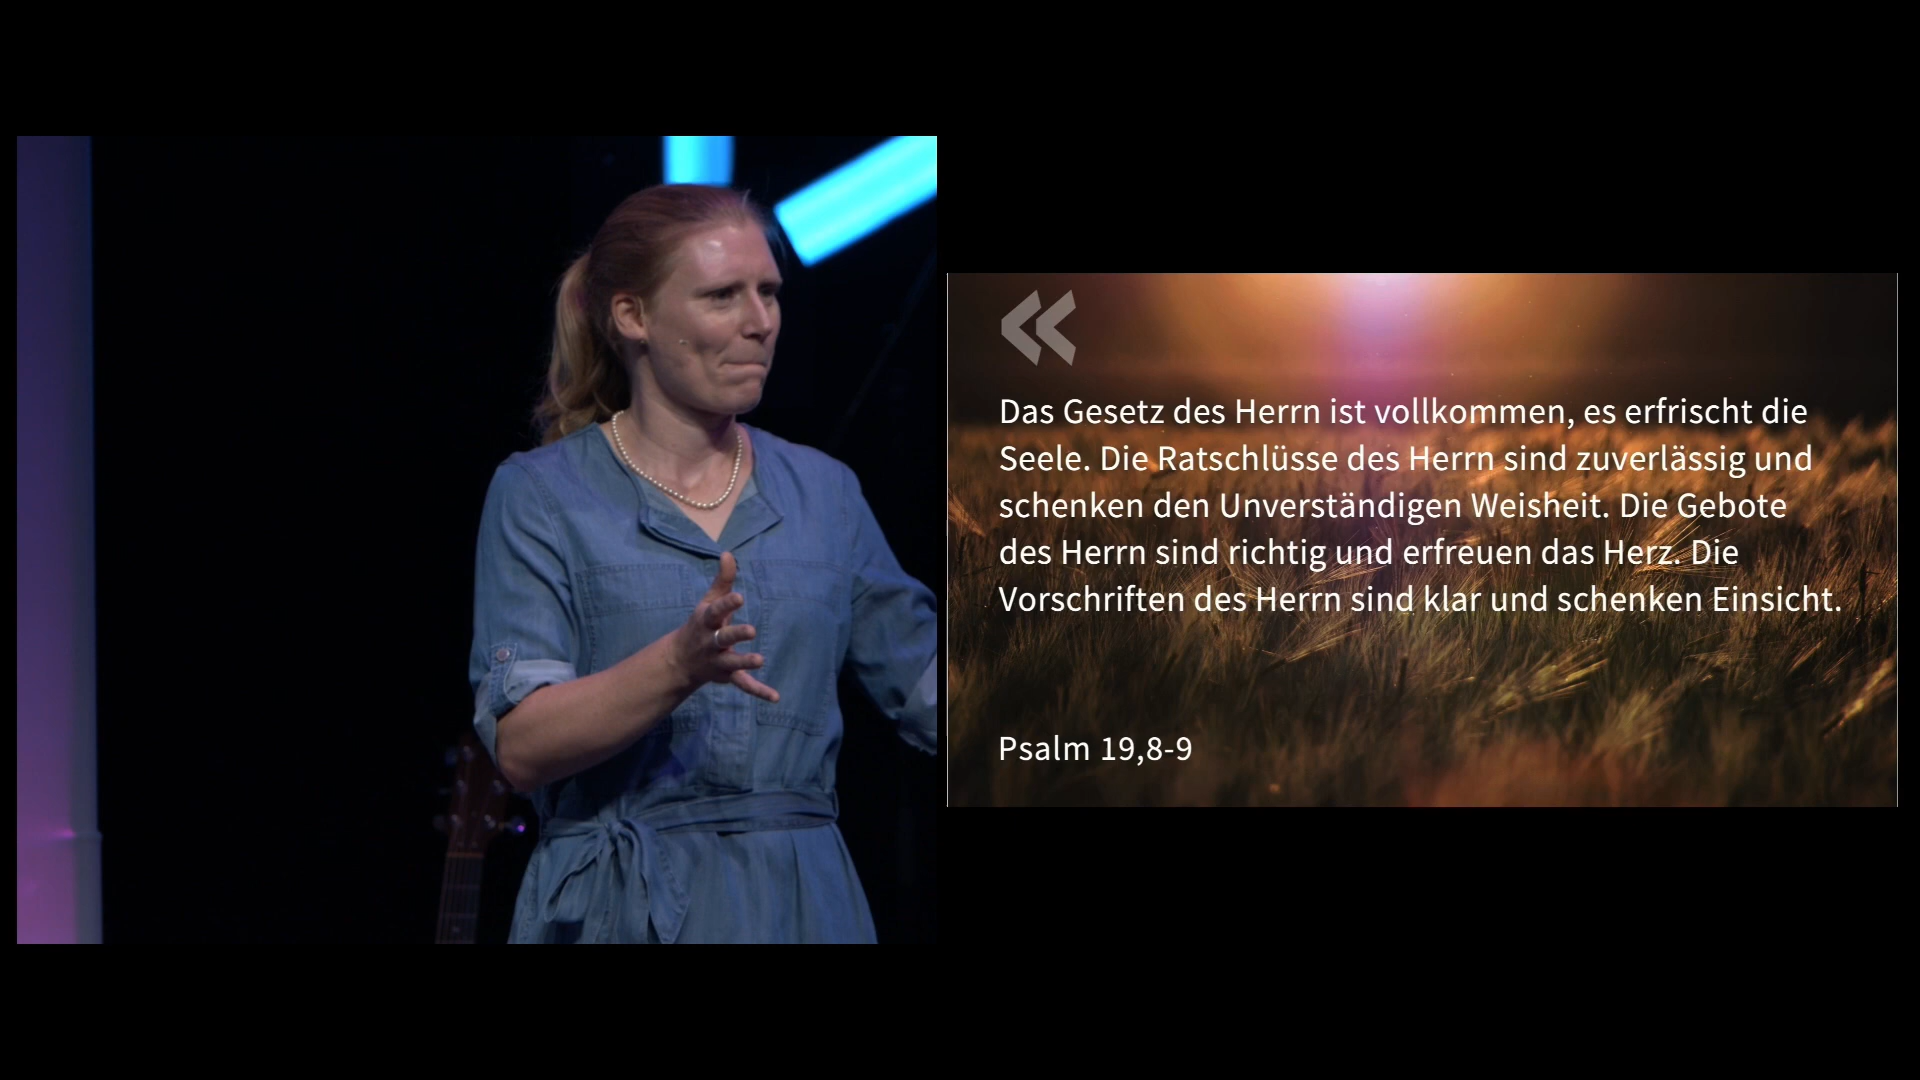 «
Das Gesetz des Herrn ist vollkommen, es erfrischt die
Seele. Die Ratschlüsse des Herrn sind zuverlässig und
schenken den Unverständigen Weisheit. Die Gebote
des Herrn sind richtig und erfreuen das Herz. Die
Vorschriften des Herrn sind klar und schenken Einsicht.
Psalm 19,8-9